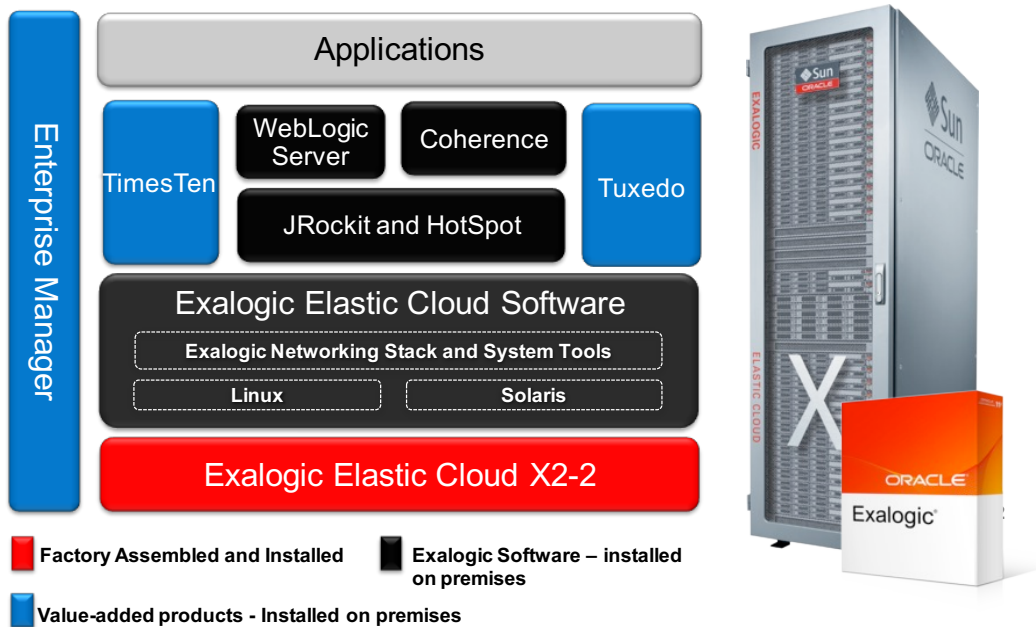 Enterprise Manager
Applications
TimesTen
WebLogic
Server
Coherence
Tuxedo
JRockit and HotSpot
Exalogic Elastic Cloud Software
Exalogic Networking Stack and System Tools
Linux
Solaris
Exalogic Elastic Cloud X2-2
Factory Assembled and Installed
Exalogic Software – installed
on premises
Value-added products - Installed on premises
Sun
ORACLE
EXALOGIC
Sun
ORACLE
ELASTIC CLOUD
X
ORACLE
Exalogic